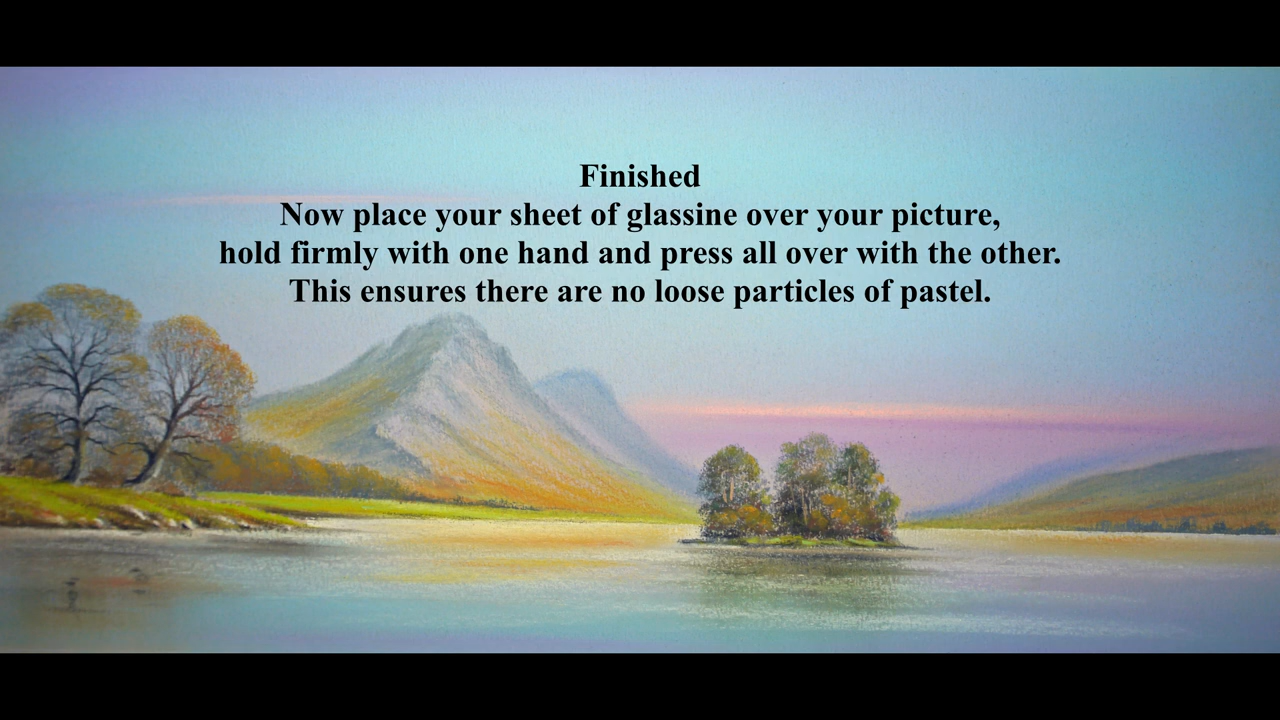 Finished
Now place your sheet of glassine over your picture,
hold firmly with one hand and press all over with the other.
This ensures there are no loose particles of pastel.